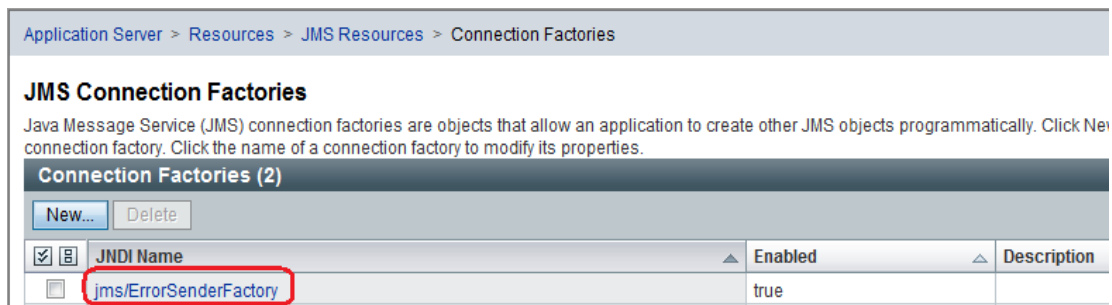 Application Server > Resources > JMS Resources > Connection Factories
JMS Connection Factories
Java Message Service (JMS) connection factories are objects that allow an application to create other JMS objects programmatically. Click
connection factory. Click the name of a connection factory to modify its properties.
Connection Factories (2)
New... Delete
JNDI Name Enabled Description
jms/ErrorSenderFactory true